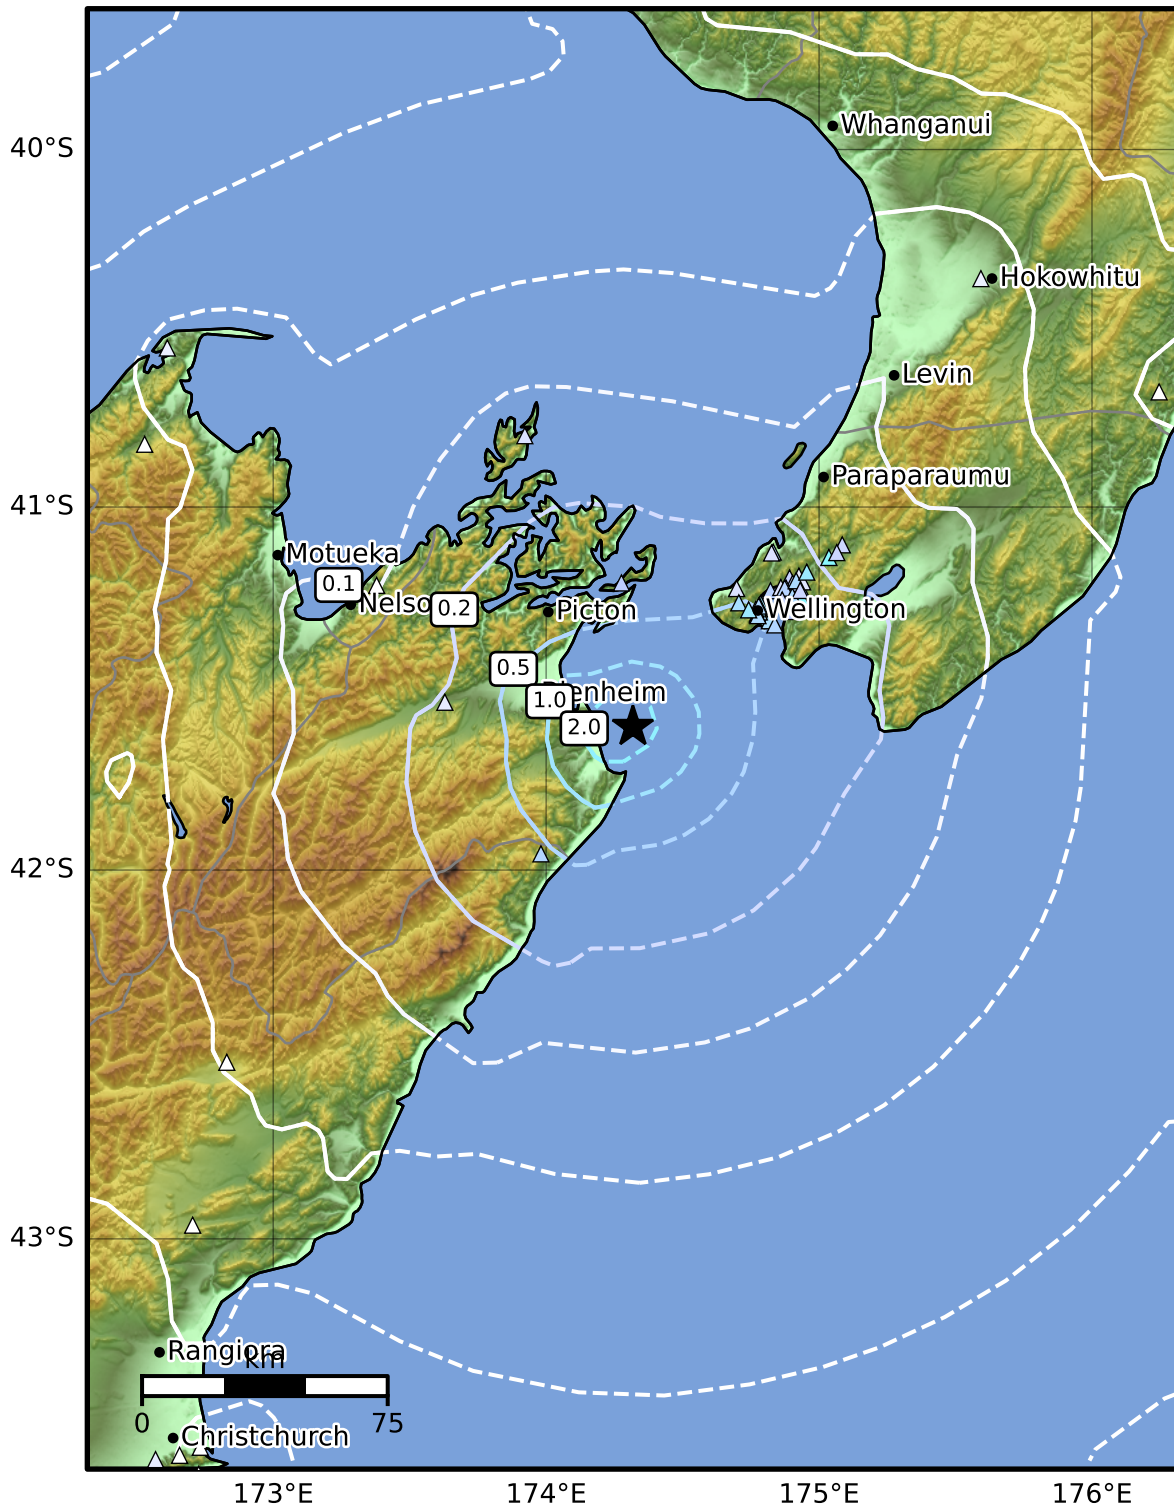 Whanganui
40°S
Hokowhitu
Levin
Paraparaumu
41°S
Motueka
0.1
Nelso
0.2
Picton
Wellington
0.5
enheim
1.0
2.0
42°S
43°S
Rangiora
km
0
75
Christchurch
173°E
174°E
175°E
176°E